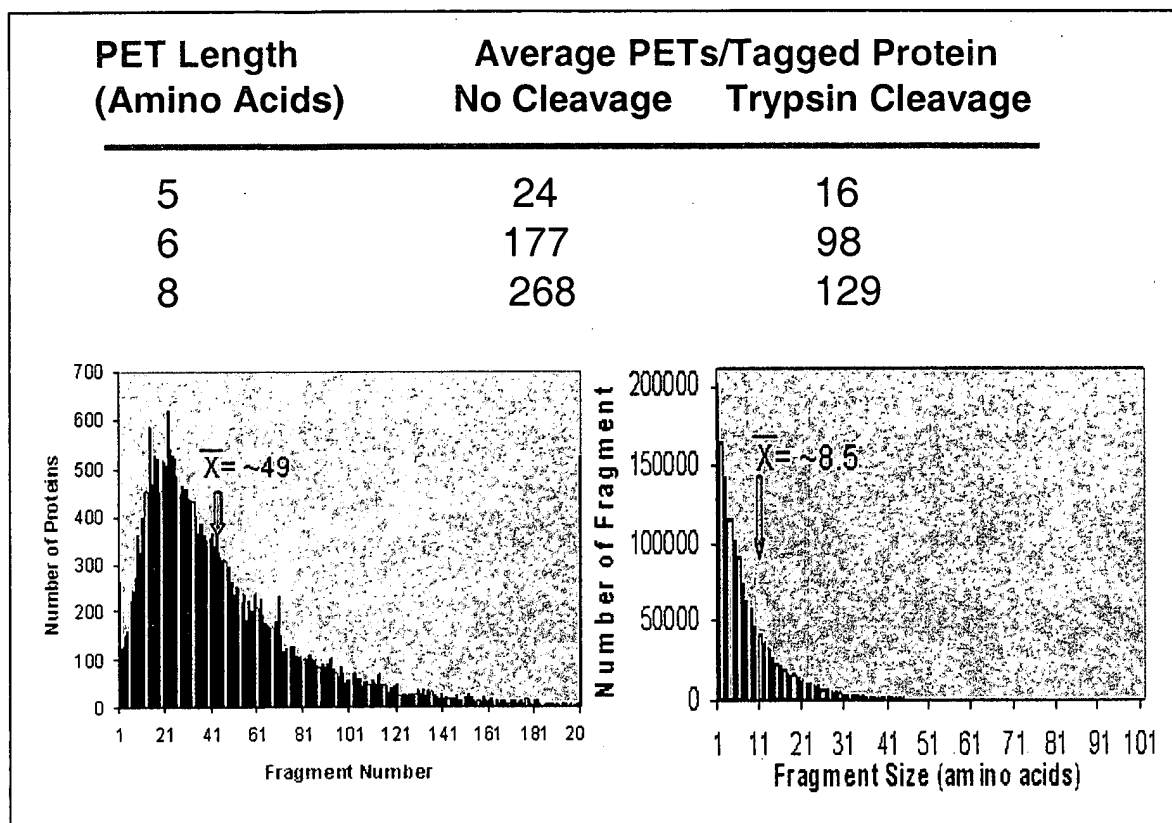 PET Length Average PETs/Tagged Protein
(Amino Acids) No Cleavage Trypsin Cleavage
5 24 16
6 177 98
8 268 129
700
600
500
400
300
200
100
0
Number of Proteins
X̅= ~49
1 21 41 61 81 101 121 141 161 181 20
Fragment Number
200000
150000
100000
50000
0
Number of Fragment
X̅= ~8.5
1 11 21 31 41 51 61 71 81 91 101
Fragment Size (amino acids)